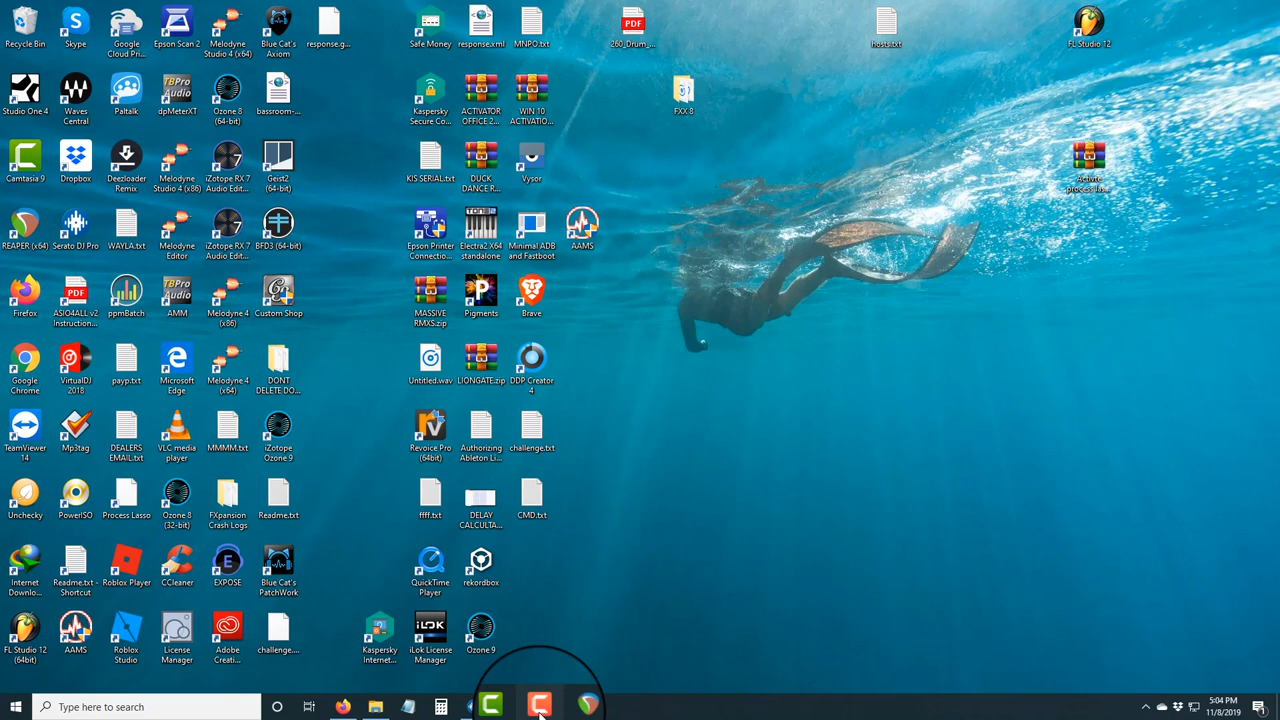 Recycle Bin
Skype
Google
Cloud Pri...
Epson Scan 2
Melodyne
Studio 4 (x64)
Blue Cat's
Axiom
response.g...
Safe Money
response.xml
MNPO.txt
260_Drum_...
Hosts.txt
FL Studio 12
Studio One 4
Waves
Central
Paltalk
TBPro
AUDIO
dpMeterXT
Ozone 8
(64-bit)
bassroom-...
Kaspersky
Secure Co...
ACTIVATOR
OFFICE 2...
WIN 10
ACTIVATIO...
FXX 8
Camtasia 9
Dropbox
Deezloader
Remix
Melodyne
Studio 4 (x86)
iZotope RX 7
Audio Edit...
Geist2
(64-bit)
KIS SERIAL.txt
DUCK
DANCE R...
Vysor
Activte
process las...
REAPER (x64)
Serato DJ Pro
WAYLA.txt
Melodyne
Editor
iZotope RX 7
Audio Edit...
BFD3 (64-bit)
Epson Printer
Connectio...
Electra2 X64
standalone
Minimal ADB
and Fastboot
AAMS
Firefox
PDF
ASIO4ALL v2
Instruction...
ppmBatch
TBPro
AUDIO
AMM
Melodyne 4
(x86)
Custom Shop
MASSIVE
RMXS.zip
Pigments
Brave
Google
Chrome
VirtualDJ
2018
payp.txt
Microsoft
Edge
Melodyne 4
(x64)
DONT
DELETE DO...
Untitled.wav
LIONGATE.zip
DDP Creator
4
TeamViewer
14
Mp3tag
DEALERS
EMAIL.txt
VLC media
player
MMMM.txt
iZotope
Ozone 9
Revoice Pro
(64bit)
Authorizing
Ableton Li...
challenge.txt
Unchecky
PowerISO
Process Lasso
Ozone 8
(32-bit)
FXpansion
Crash Logs
Readme.txt
ffff.txt
DELAY
CALCULTA...
CMD.txt
Internet
Downlo...
Readme.txt -
Shortcut
Roblox Player
CCleaner
EXPOSE
Blue Cat's
PatchWork
QuickTime
Player
rekordbox
FL Studio 12
(64bit)
AAMS
Roblox
Studio
License
Manager
Adobe
Creati...
challenge....
Kaspersky
Internet...
iLOK
iLok License
Manager
Ozone 9
Type here to search
5:04 PM
11/8/2019